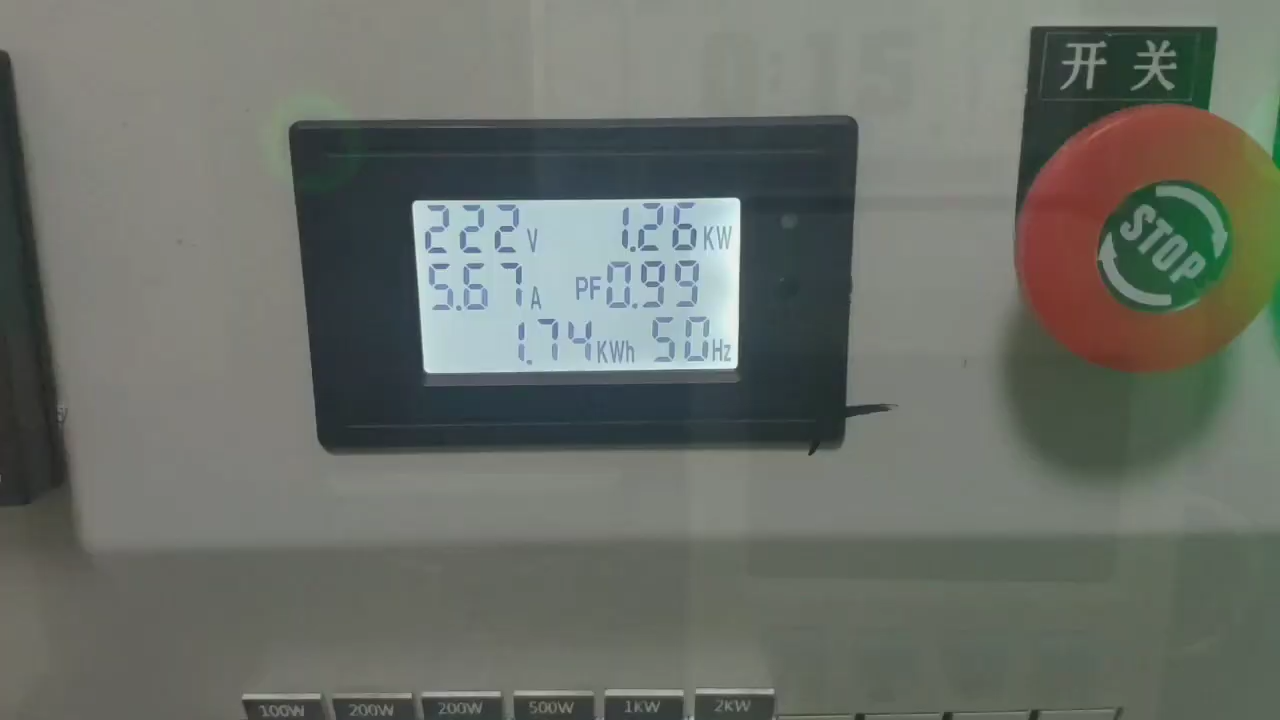 开 关
STOP
222V 1.26KW
5.67A PF0.99
1.74KWh 50Hz
100W 200W 200W 500W 1KW 2KW